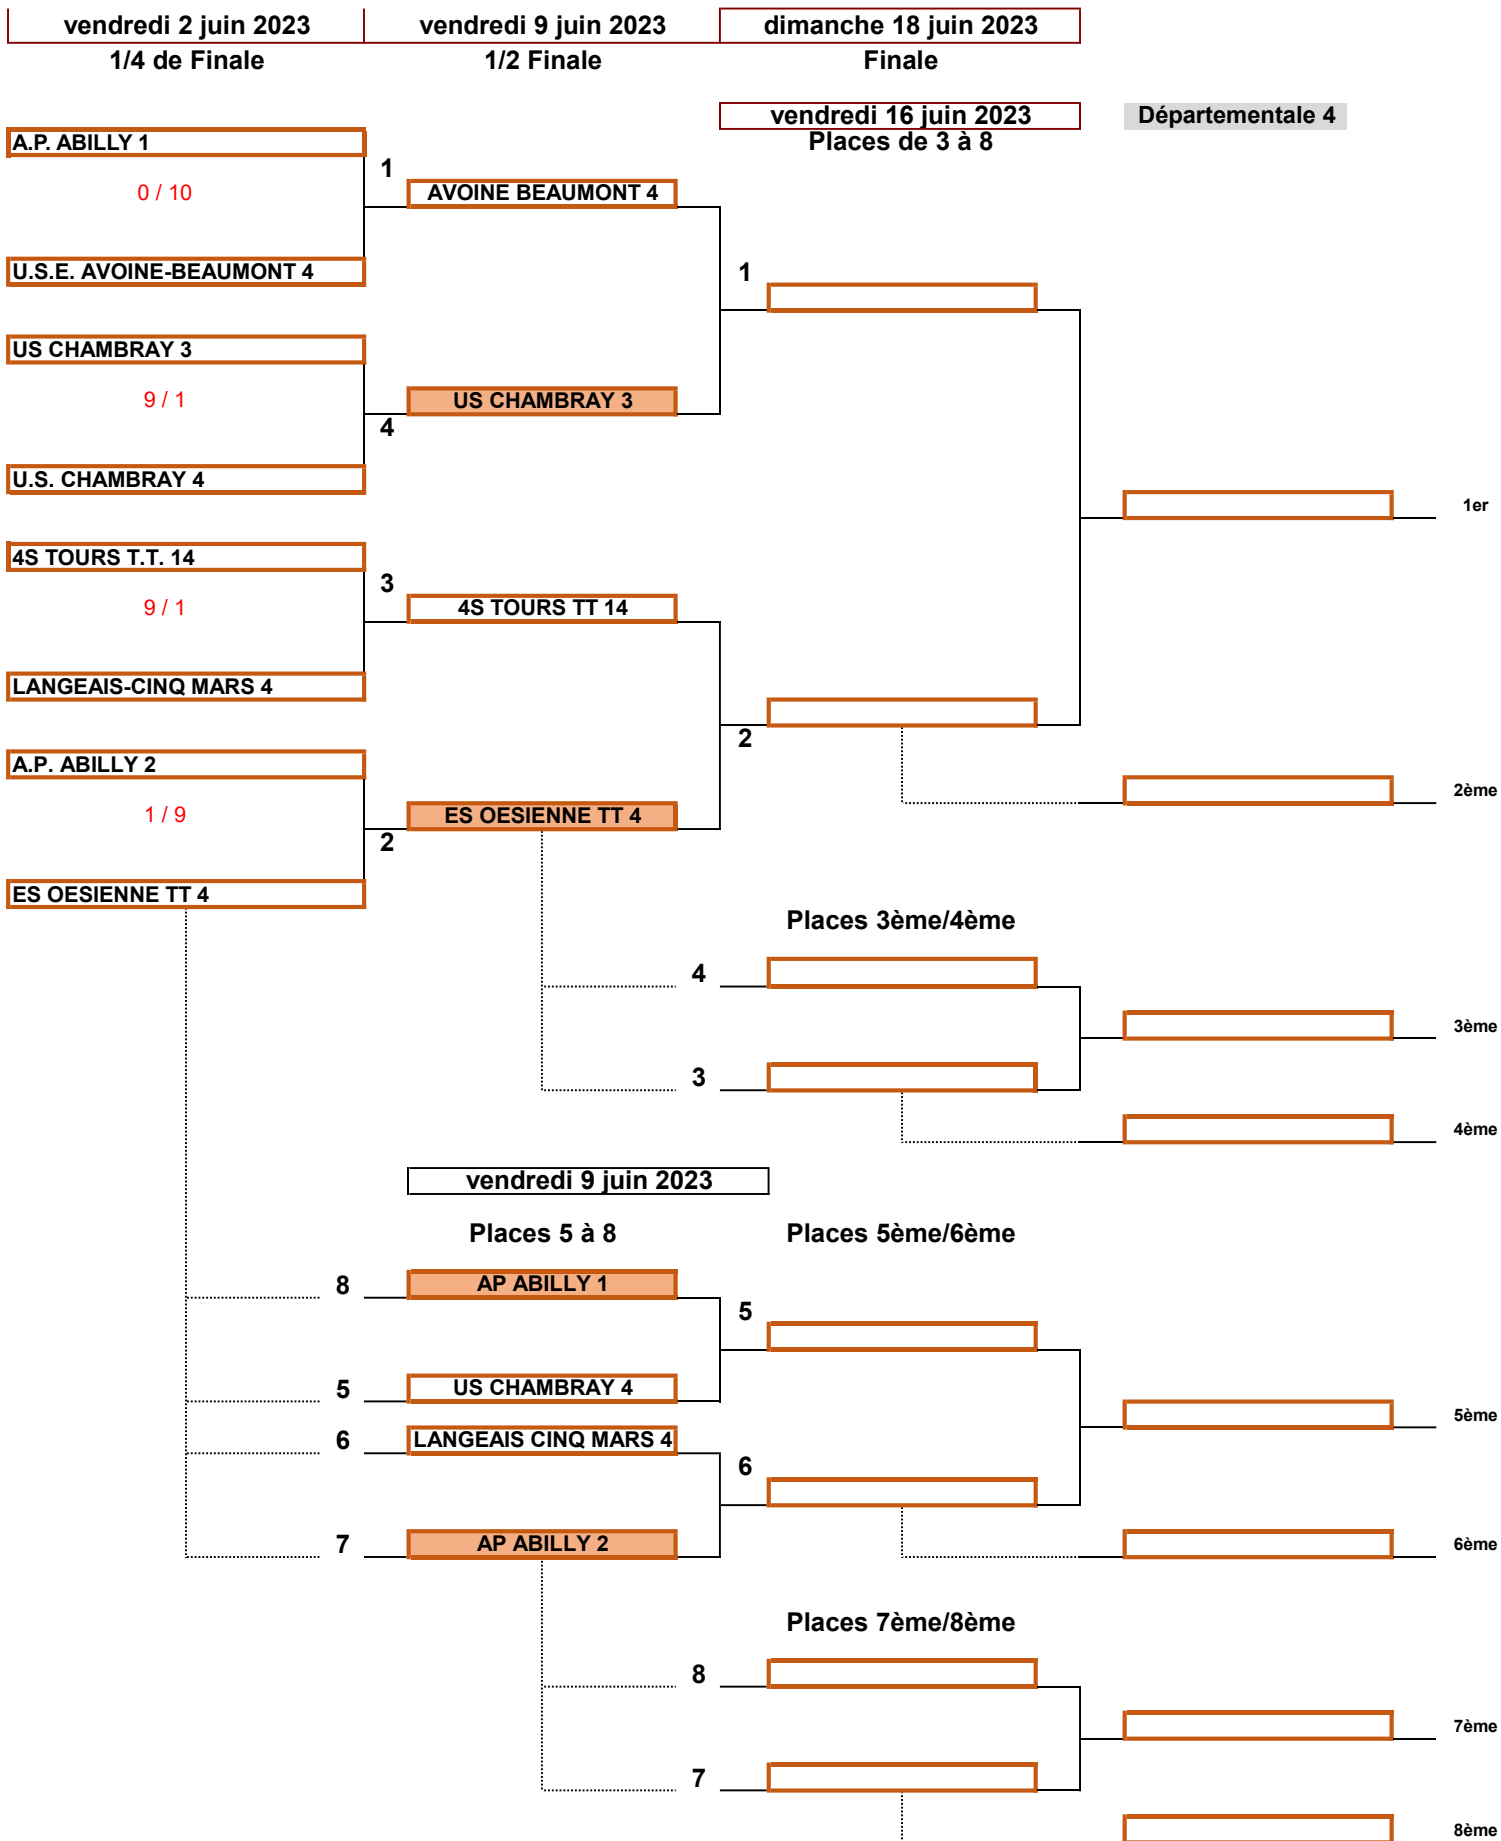 vendredi 2 juin 2023 vendredi 9 juin 2023 dimanche 18 juin 2023
1/4 de Finale 1/2 Finale Finale
vendredi 16 juin 2023 Départementale 4
Places de 3 à 8
A.P. ABILLY 1
1
0 / 10 AVOINE BEAUMONT 4
U.S.E. AVOINE-BEAUMONT 4 1
US CHAMBRAY 3
9 / 1 US CHAMBRAY 3
4
U.S. CHAMBRAY 4
1er
4S TOURS T.T. 14
3
9 / 1 4S TOURS TT 14
LANGEAIS-CINQ MARS 4
2
A.P. ABILLY 2
2ème
1 / 9 ES OESIENNE TT 4
2
ES OESIENNE TT 4
Places 3ème/4ème
4
3ème
3
4ème
vendredi 9 juin 2023
Places 5 à 8 Places 5ème/6ème
8 AP ABILLY 1
5
5 US CHAMBRAY 4
5ème
6 LANGEAIS CINQ MARS 4
6
7 AP ABILLY 2 6ème
Places 7ème/8ème
8
7ème
7
8ème